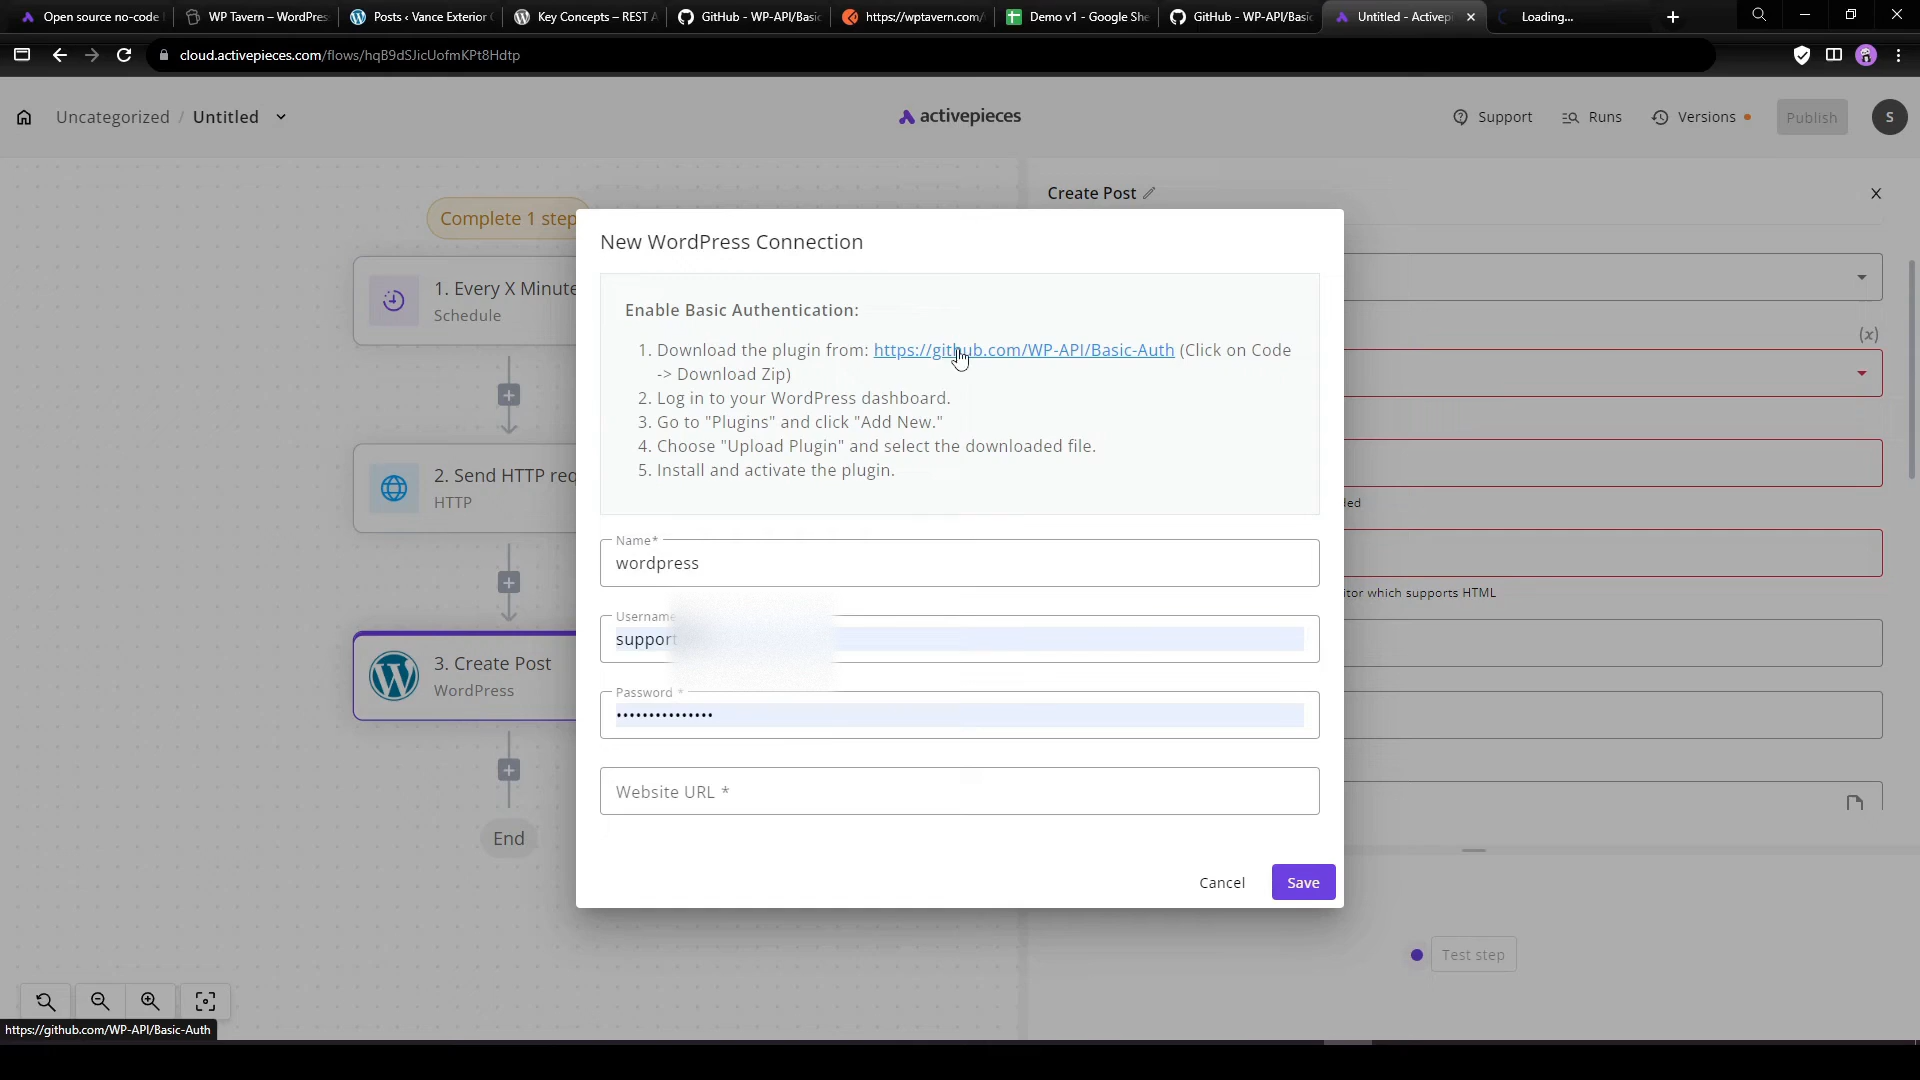 Open source no-code
WP Tavern – WordPress
Posts ‹ Vance Exterior
Key Concepts – REST A
GitHub - WP-API/Basic
https://wptavern.com/
Demo v1 - Google She
GitHub - WP-API/Basic
Untitled - Activepi
Loading...
cloud.activepieces.com/flows/hqB9dSJicUofmKPt8Hdtp
Uncategorized / Untitled
activepieces
Support
Runs
Versions
Publish
S
Complete 1 step
Create Post
New WordPress Connection
1. Every X Minute
Schedule
Enable Basic Authentication:
(x)
1. Download the plugin from: https://github.com/WP-API/Basic-Auth (Click on Code
-> Download Zip)
2. Log in to your WordPress dashboard.
3. Go to "Plugins" and click "Add New."
4. Choose "Upload Plugin" and select the downloaded file.
5. Install and activate the plugin.
2. Send HTTP req
HTTP
ded
Name*
wordpress
itor which supports HTML
Username
support
3. Create Post
WordPress
Password *
•••••••••••••••
Website URL *
End
Cancel
Save
Test step
https://github.com/WP-API/Basic-Auth